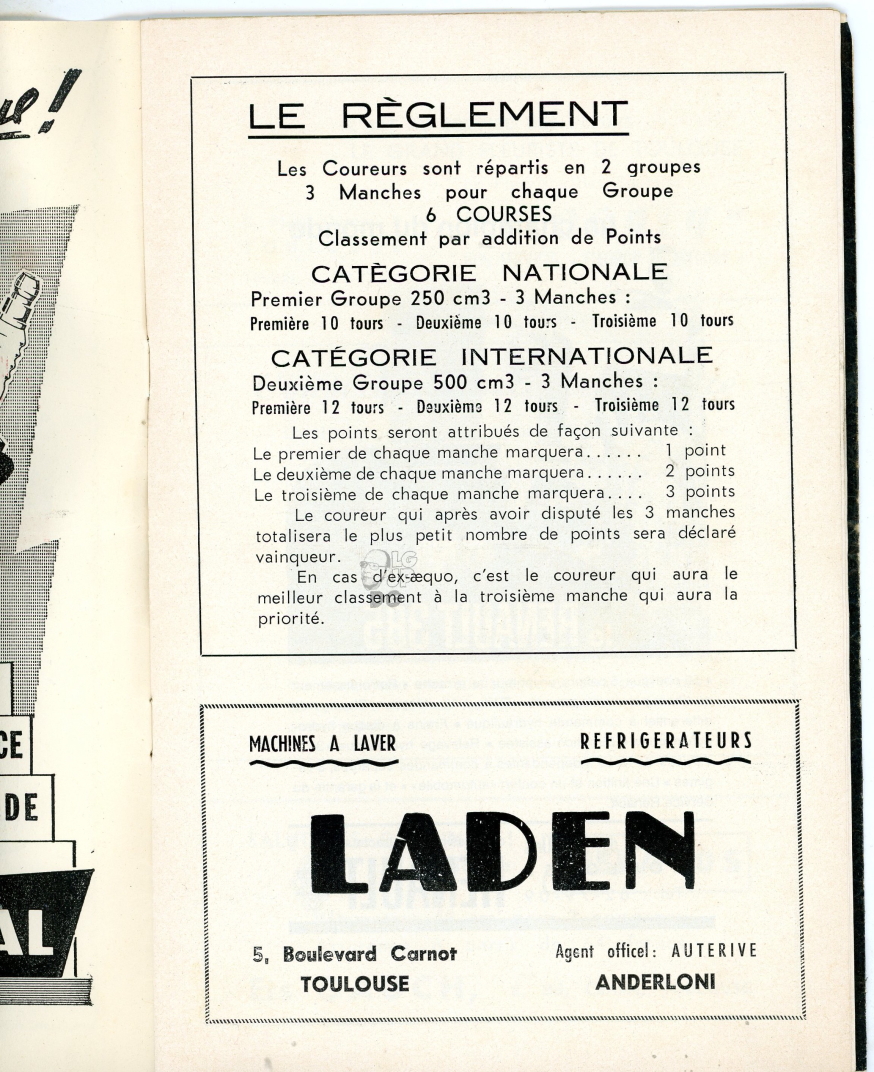 ue!
CE
DE
AL
LE RÈGLEMENT
Les Coureurs sont répartis en 2 groupes
3 Manches pour chaque Groupe
6 COURSES
Classement par addition de Points
CATÈGORIE NATIONALE
Premier Groupe 250 cm3 - 3 Manches :
Première 10 tours - Deuxième 10 tours - Troisième 10 tours
CATÉGORIE INTERNATIONALE
Deuxième Groupe 500 cm3 - 3 Manches :
Première 12 tours - Deuxième 12 tours - Troisième 12 tours
Les points seront attribués de façon suivante :
Le premier de chaque manche marquera...... 1 point
Le deuxième de chaque manche marquera...... 2 points
Le troisième de chaque manche marquera.... 3 points
Le coureur qui après avoir disputé les 3 manches
totalisera le plus petit nombre de points sera déclaré
vainqueur.
En cas d'ex-æquo, c'est le coureur qui aura le
meilleur classement à la troisième manche qui aura la
priorité.
MACHINES A LAVER
REFRIGERATEURS
LADEN
5, Boulevard Carnot
TOULOUSE
Agent officel : AUTERIVE
ANDERLONI